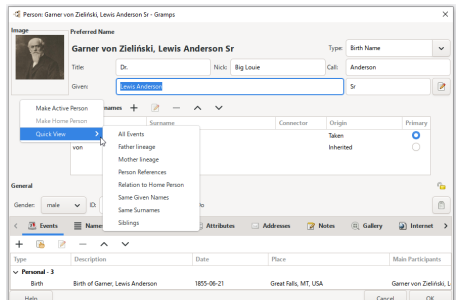 Person: Garner von Zieliński, Lewis Anderson Sr - Gramps
Image
Preferred Name
Garner von Zieliński, Lewis Anderson Sr
Type:
Birth Name
Title:
Dr.
Nick:
Big Louie
Call:
Anderson
Given:
Lewis Anderson
Sr
names
Surname
Connector
Origin
Primary
Taken
von
Inherited
Make Active Person
Make Home Person
Quick View
All Events
Father lineage
Mother lineage
Person References
Relation to Home Person
Same Given Names
Same Surnames
Siblings
General
Gender:
male
ID:
Events
Name
Attributes
Addresses
Notes
Gallery
Internet
Type
Description
Date
Place
Main Participants
Personal - 3
Birth
Birth of Garner, Lewis Anderson
1855-06-21
Great Falls, MT, USA
Garner von Zieliński, L
Help
Cancel
OK